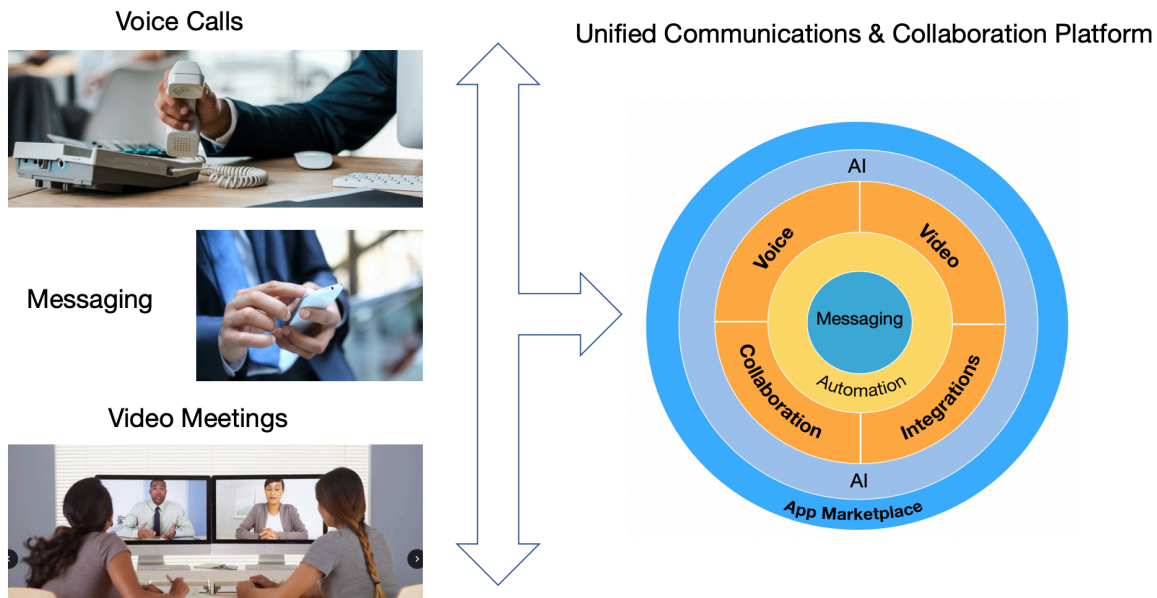 Voice Calls
Unified Communications & Collaboration Platform
Messaging
Video Meetings
AI
Voice
Video
Messaging
Automation
Collaboration
Integrations
AI
App Marketplace